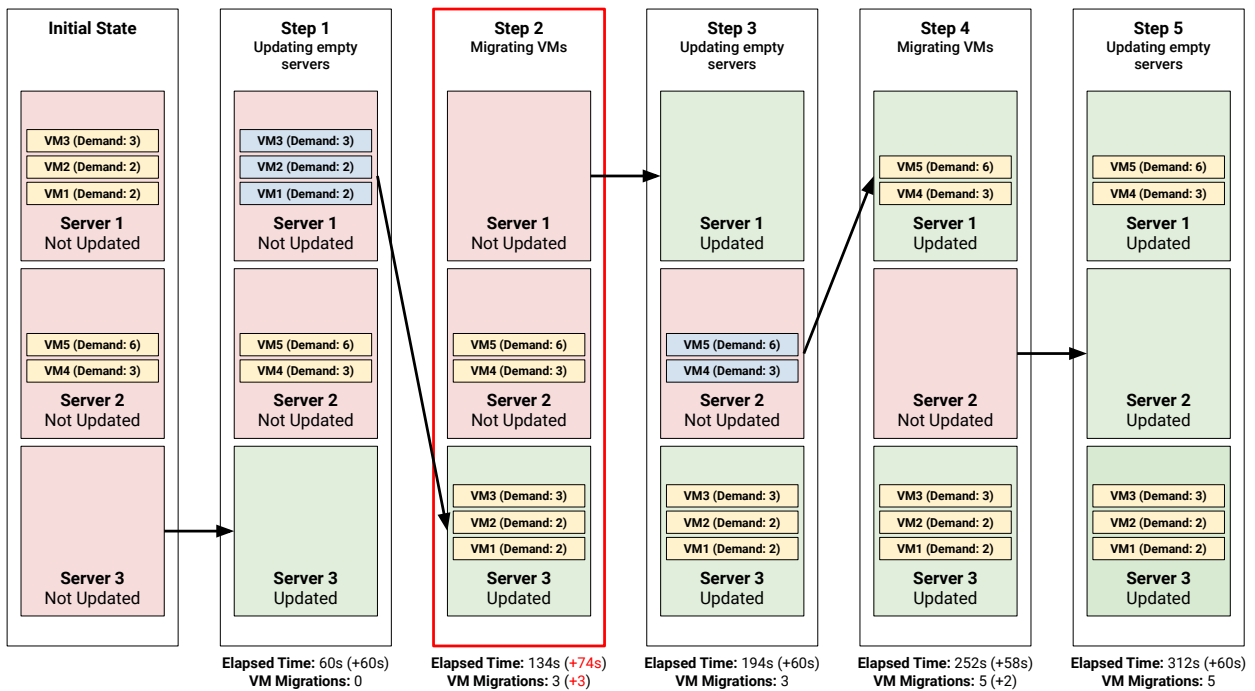 Initial State
VM3 (Demand: 3)
VM2 (Demand: 2)
VM1 (Demand: 2)
Server 1
Not Updated
VM5 (Demand: 6)
VM4 (Demand: 3)
Server 2
Not Updated
Server 3
Not Updated
Step 1
Updating empty
servers
VM3 (Demand: 3)
VM2 (Demand: 2)
VM1 (Demand: 2)
Server 1
Not Updated
VM5 (Demand: 6)
VM4 (Demand: 3)
Server 2
Not Updated
Server 3
Updated
Elapsed Time: 60s (+60s)
VM Migrations: 0
Step 2
Migrating VMs
Server 1
Not Updated
VM5 (Demand: 6)
VM4 (Demand: 3)
Server 2
Not Updated
VM3 (Demand: 3)
VM2 (Demand: 2)
VM1 (Demand: 2)
Server 3
Updated
Elapsed Time: 134s (+74s)
VM Migrations: 3 (+3)
Step 3
Updating empty
servers
Server 1
Updated
VM5 (Demand: 6)
VM4 (Demand: 3)
Server 2
Not Updated
VM3 (Demand: 3)
VM2 (Demand: 2)
VM1 (Demand: 2)
Server 3
Updated
Elapsed Time: 194s (+60s)
VM Migrations: 3
Step 4
Migrating VMs
VM5 (Demand: 6)
VM4 (Demand: 3)
Server 1
Updated
Server 2
Not Updated
VM3 (Demand: 3)
VM2 (Demand: 2)
VM1 (Demand: 2)
Server 3
Updated
Elapsed Time: 252s (+58s)
VM Migrations: 5 (+2)
Step 5
Updating empty
servers
VM5 (Demand: 6)
VM4 (Demand: 3)
Server 1
Updated
Server 2
Updated
VM3 (Demand: 3)
VM2 (Demand: 2)
VM1 (Demand: 2)
Server 3
Updated
Elapsed Time: 312s (+60s)
VM Migrations: 5